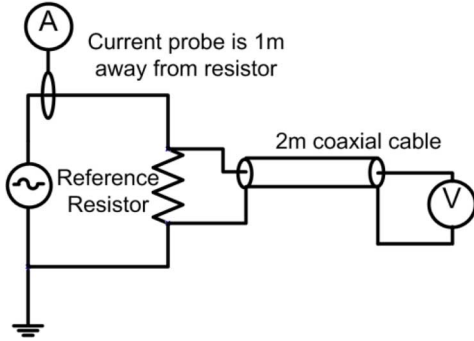 A
Current probe is 1m
away from resistor
2m coaxial cable
Reference
Resistor
V